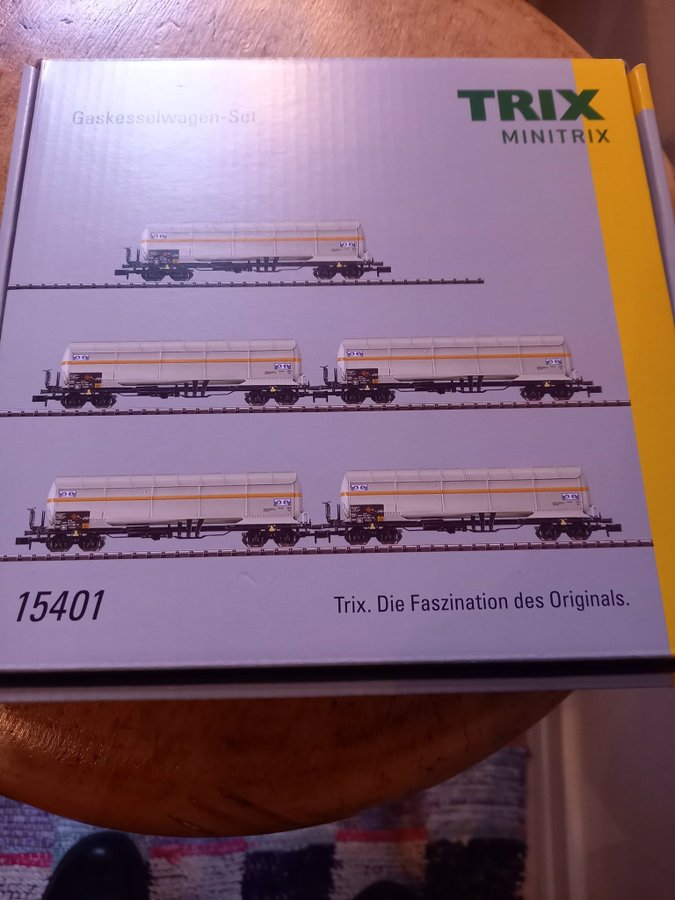 Gaskesselwagen-Set
TRIX
MINITRIX
15401
Trix. Die Faszination des Originals.